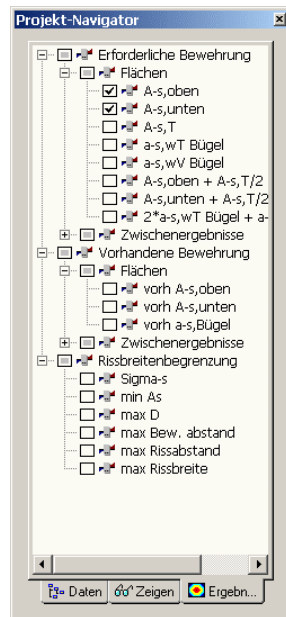 Projekt-Navigator
Erforderliche Bewehrung
Flächen
A-s,oben
A-s,unten
A-s,T
a-s,wT Bügel
a-s,wV Bügel
A-s,oben + A-s,T/2
A-s,unten + A-s,T/2
2*a-s,wT Bügel + a-
Zwischenergebnisse
Vorhandene Bewehrung
Flächen
vorh A-s,oben
vorh A-s,unten
vorh a-s,Bügel
Zwischenergebnisse
Rissbreitenbegrenzung
Sigma-s
min As
max D
max Bew. abstand
max Rissabstand
max Rissbreite
Daten Zeigen Ergebn...